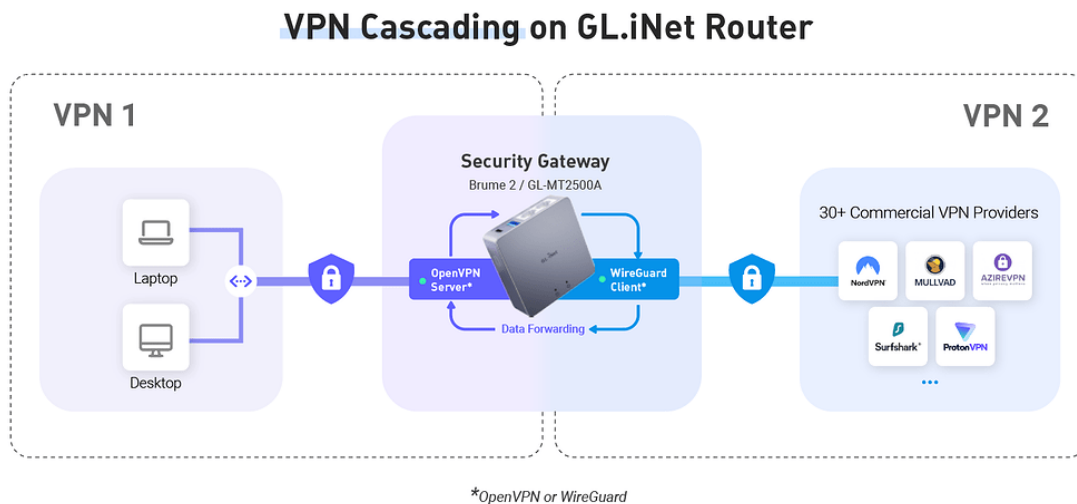 VPN Cascading on GL.iNet Router
VPN 1
VPN 2
Security Gateway
Brume 2 / GL-MT2500A
Laptop
Desktop
OpenVPN
Server*
WireGuard
Client*
Data Forwarding
30+ Commercial VPN Providers
NordVPN
MULLVAD
AZIREVPN
Surfshark
ProtonVPN
...
*OpenVPN or WireGuard